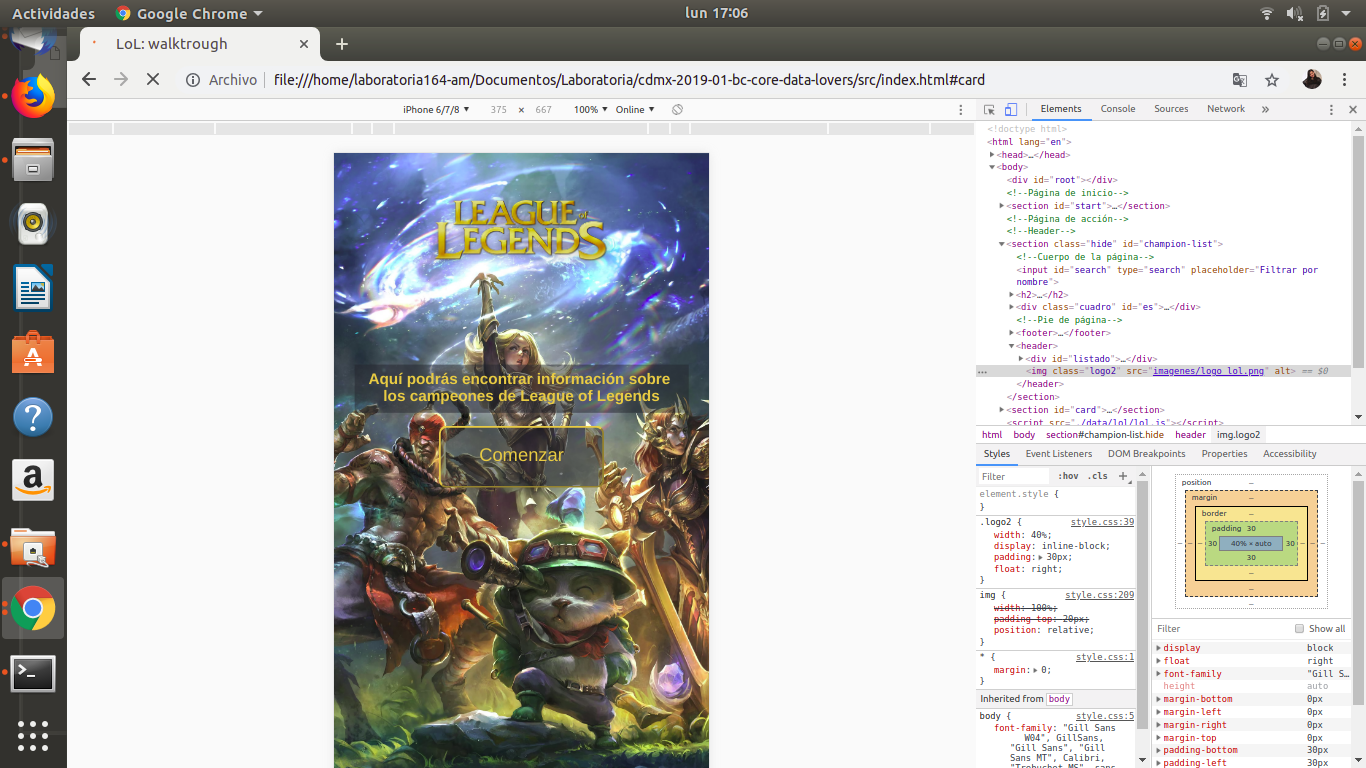 Actividades
Google Chrome
lun 17:06
LoL: walktrough
Archivo
file:///home/laboratoria164-am/Documentos/Laboratoria/cdmx-2019-01-bc-core-data-lovers/src/index.html#card
iPhone 6/7/8
375 × 667
100%
Online
LEAGUE of
LEGENDS
Aquí podrás encontrar información sobre
los campeones de League of Legends
Comenzar
Elements Console Sources Network »
<!doctype html>
<html lang="en">
<head>…</head>
<body>
<div id="root"></div>
<!--Página de inicio-->
<section id="start">…</section>
<!--Página de acción-->
<!--Header-->
<section class="hide" id="champion-list">
<!--Cuerpo de la página-->
<input id="search" type="search" placeholder="Filtrar por
nombre">
<h2>…</h2>
<div class="cuadro" id="es">…</div>
<!--Pie de página-->
<footer>…</footer>
<header>
<div id="listado">…</div>
… <img class="logo2" src="imagenes/logo lol.png" alt> == $0
</header>
</section>
<section id="card">…</section>
<script src="./data/lol/lol.js"></script>
html body section#champion-list.hide header img.logo2
Styles Event Listeners DOM Breakpoints Properties Accessibility
Filter :hov .cls +
element.style {
}
.logo2 { style.css:39
width: 40%;
display: inline-block;
padding: 30px;
float: right;
}
img { style.css:209
width: 100%;
padding-top: 20px;
position: relative;
}
* { style.css:1
margin: 0;
}
Inherited from body
body { style.css:5
font-family: "Gill Sans
W04", GillSans,
"Gill Sans", "Gill
Sans MT", Calibri,
"Trebuchet MS", sans
position –
margin –
border –
padding 30
– – – 30 40% × auto 30 – – –
30
–
–
–
Filter
Show all
display block
float right
font-family "Gill S…
height auto
margin-bottom 0px
margin-left 0px
margin-right 0px
margin-top 0px
padding-bottom 30px
padding-left 30px